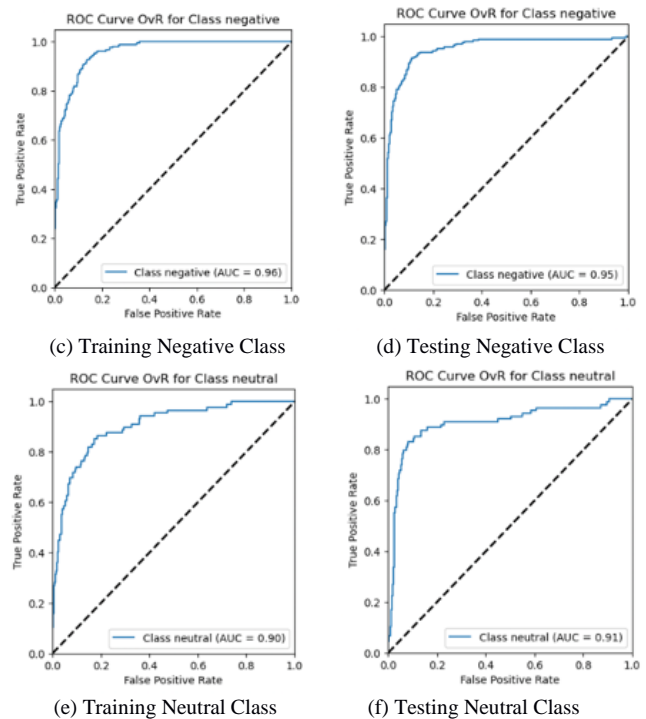 ROC Curve OvR for Class negative
1.0
0.8
0.6
0.4
0.2
0.0
True Positive Rate
Class negative (AUC = 0.96)
0.0 0.2 0.4 0.6 0.8 1.0
False Positive Rate
(c) Training Negative Class
ROC Curve OvR for Class negative
1.0
0.8
0.6
0.4
0.2
0.0
True Positive Rate
Class negative (AUC = 0.95)
0.0 0.2 0.4 0.6 0.8 1.0
False Positive Rate
(d) Testing Negative Class
ROC Curve OvR for Class neutral
1.0
0.8
0.6
0.4
0.2
0.0
True Positive Rate
Class neutral (AUC = 0.90)
0.0 0.2 0.4 0.6 0.8 1.0
False Positive Rate
(e) Training Neutral Class
ROC Curve OvR for Class neutral
1.0
0.8
0.6
0.4
0.2
0.0
True Positive Rate
Class neutral (AUC = 0.91)
0.0 0.2 0.4 0.6 0.8 1.0
False Positive Rate
(f) Testing Neutral Class